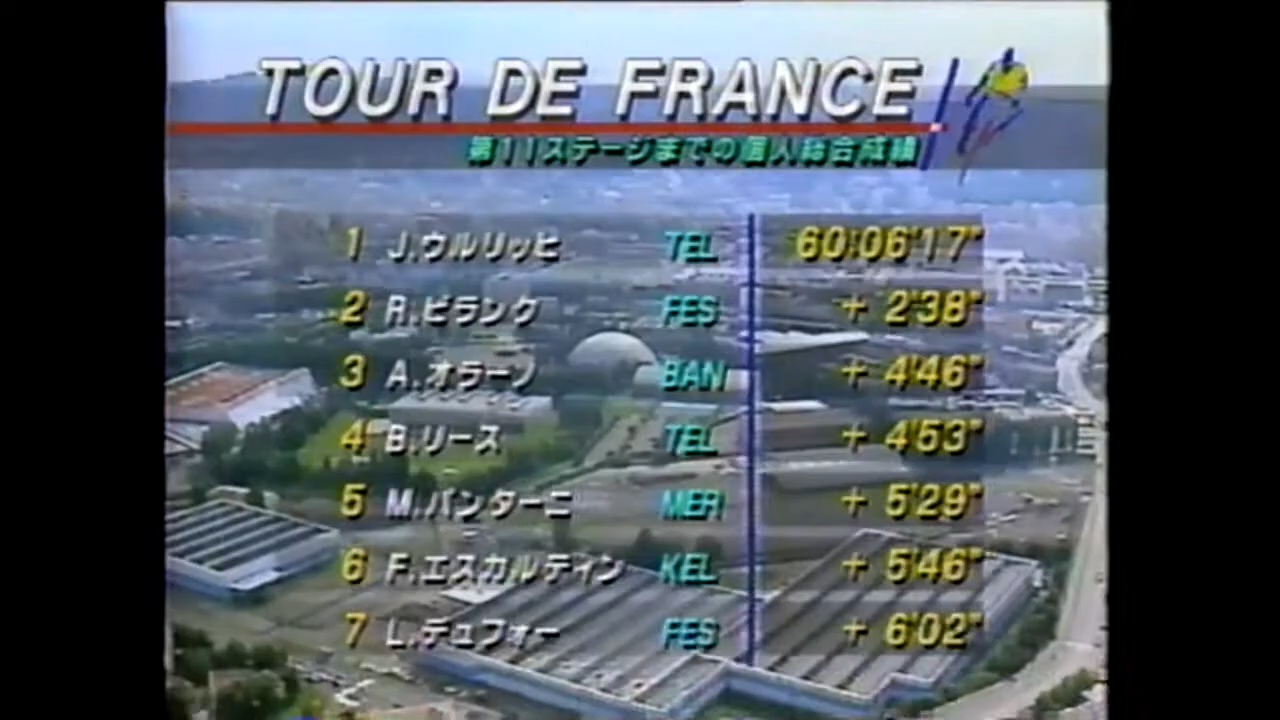 TOUR DE FRANCE
第11ステージまでの個人総合成績
1 J.ウルリッヒ TEL 60:06'17"
2 R.ビランク FES + 2'38"
3 A.オラーノ BAN + 4'46"
4 B.リース TEL + 4'53"
5 M.パンターニ MER + 5'29"
6 F.エスカルティン KEL + 5'46"
7 L.デュフォー FES + 6'02"